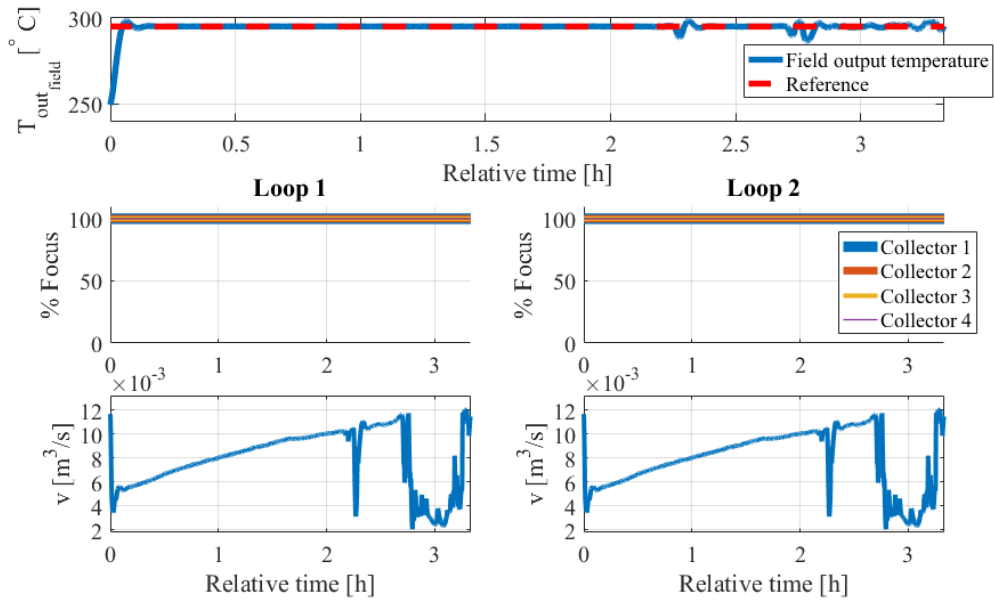 300
250
T_out_field [°C]
0 0.5 1 1.5 2 2.5 3
Relative time [h]
Field output temperature
Reference
Loop 1
Loop 2
100
50
0
% Focus
0 1 2 3
100
50
0
% Focus
0 1 2 3
Collector 1
Collector 2
Collector 3
Collector 4
×10^-3
12
10
8
6
4
2
v [m^3/s]
0 1 2 3
Relative time [h]
×10^-3
12
10
8
6
4
2
v [m^3/s]
0 1 2 3
Relative time [h]